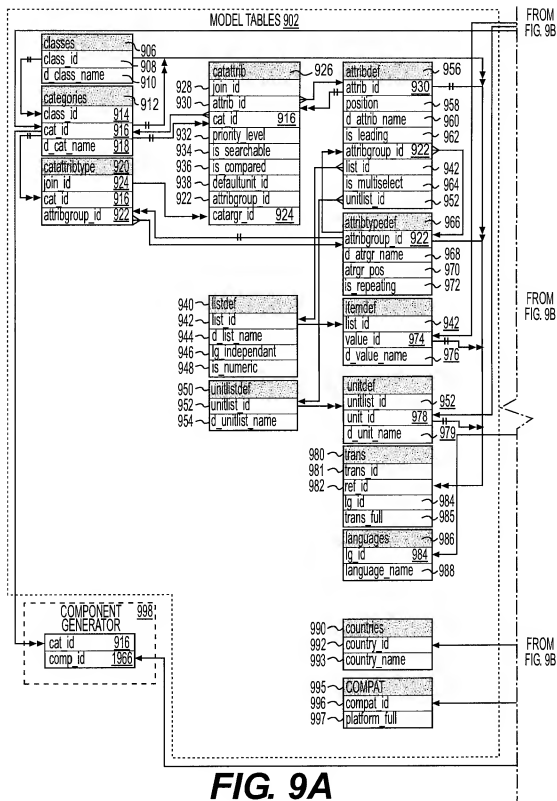 MODEL TABLES 902
FROM
FIG. 9B
classes 906
class_id 908
d_class_name 910
categories 912
class_id 914
cat_id 916
d_cat_name 918
catattribtype 920
join_id 924
cat_id 916
attribgroup_id 922
catattrib 926
928 join_id
930 attrib_id
cat_id 916
932 priority_level
934 is_searchable
936 is_compared
938 defaultunit_id
922 attribgroup_id
catargr_id 924
attribdef 956
attrib_id 930
position 958
d_attrib_name 960
is_leading 962
attribgroup_id 922
list_id 942
is_multiselect 964
unitlist_id 952
attribtypedef 966
attribgroup_id 922
d_atrgr_name 968
atrgr_pos 970
is_repeating 972
940 listdef
942 list_id
944 d_list_name
946 lg_independant
948 is_numeric
itemdef
list_id 942
value_id 974
d_value_name 976
FROM
FIG. 9B
950 unitlistdef
952 unitlist_id
954 d_unitlist_name
unitdef
unitlist_id 952
unit_id 978
d_unit_name 979
980 trans
981 trans_id
982 ref_id
lg_id 984
trans_full 985
languages 986
lg_id 984
language_name 988
COMPONENT 998
GENERATOR
cat_id 916
comp_id 1966
990 countries
992 country_id
993 country_name
FROM
FIG. 9B
995 COMPAT
996 compat_id
997 platform_full
FIG. 9A